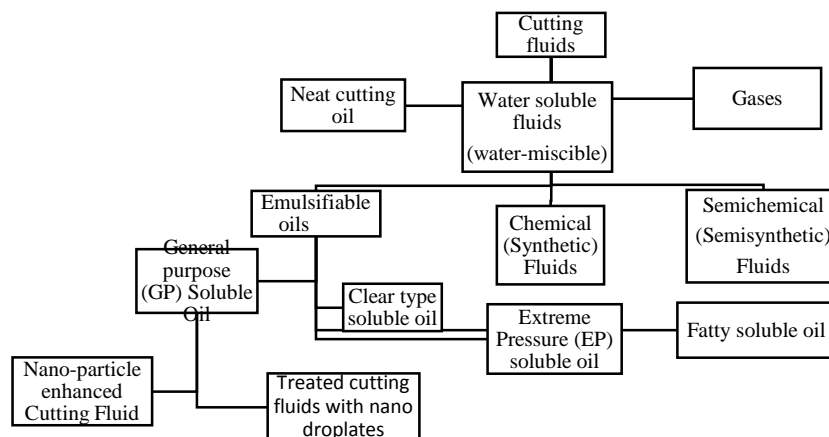 Cutting
fluids
Neat cutting
oil
Water soluble
fluids
(water-miscible)
Gases
Emulsifiable
oils
Chemical
(Synthetic)
Fluids
Semichemical
(Semisynthetic)
Fluids
General
purpose
(GP) Soluble
Oil
Clear type
soluble oil
Extreme
Pressure (EP)
soluble oil
Fatty soluble oil
Nano-particle
enhanced
Cutting Fluid
Treated cutting
fluids with nano
droplates